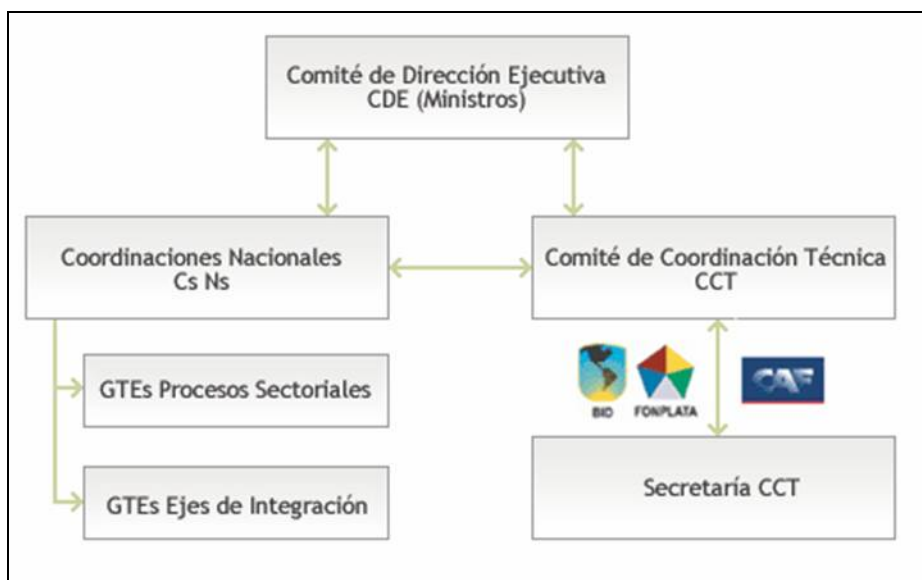 Comité de Dirección Ejecutiva
CDE (Ministros)
Coordinaciones Nacionales
Cs Ns
Comité de Coordinación Técnica
CCT
GTEs Procesos Sectoriales
BID
FONPLATA
CAF
GTEs Ejes de Integración
Secretaría CCT